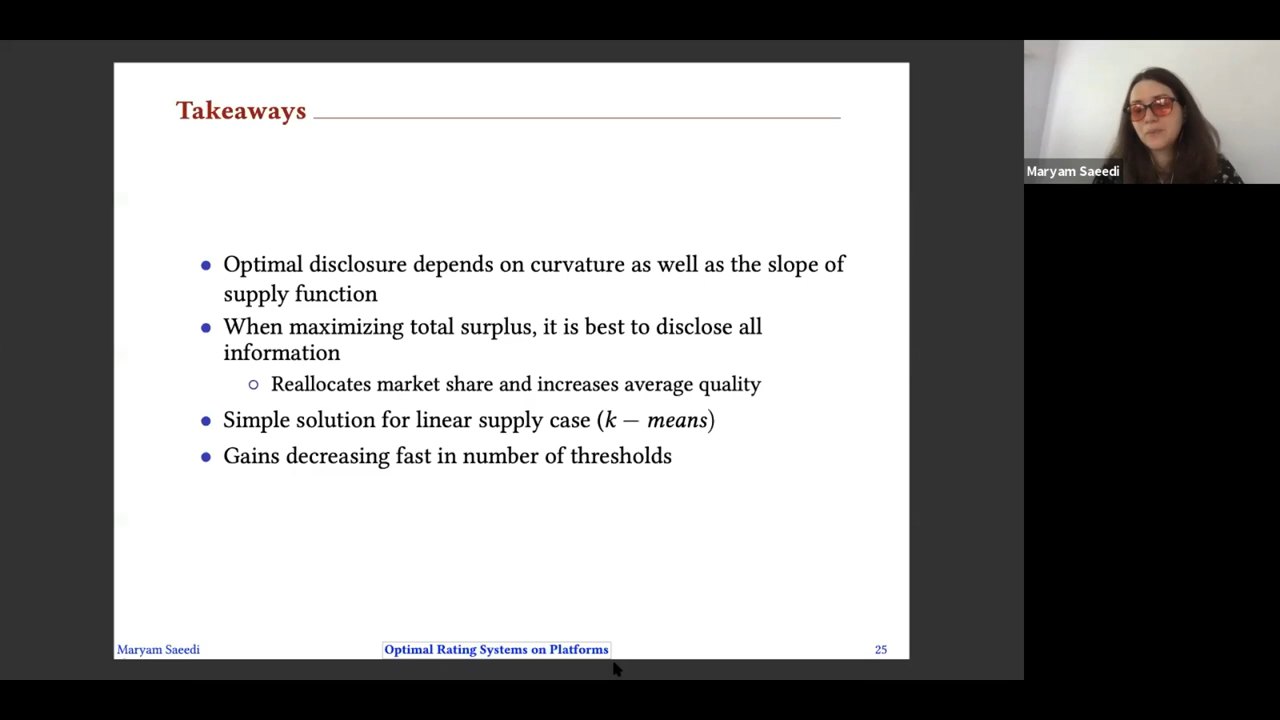 Takeaways
Optimal disclosure depends on curvature as well as the slope of
supply function
When maximizing total surplus, it is best to disclose all
information
Reallocates market share and increases average quality
Simple solution for linear supply case (k − means)
Gains decreasing fast in number of thresholds
Maryam Saeedi
Optimal Rating Systems on Platforms
25
Maryam Saeedi